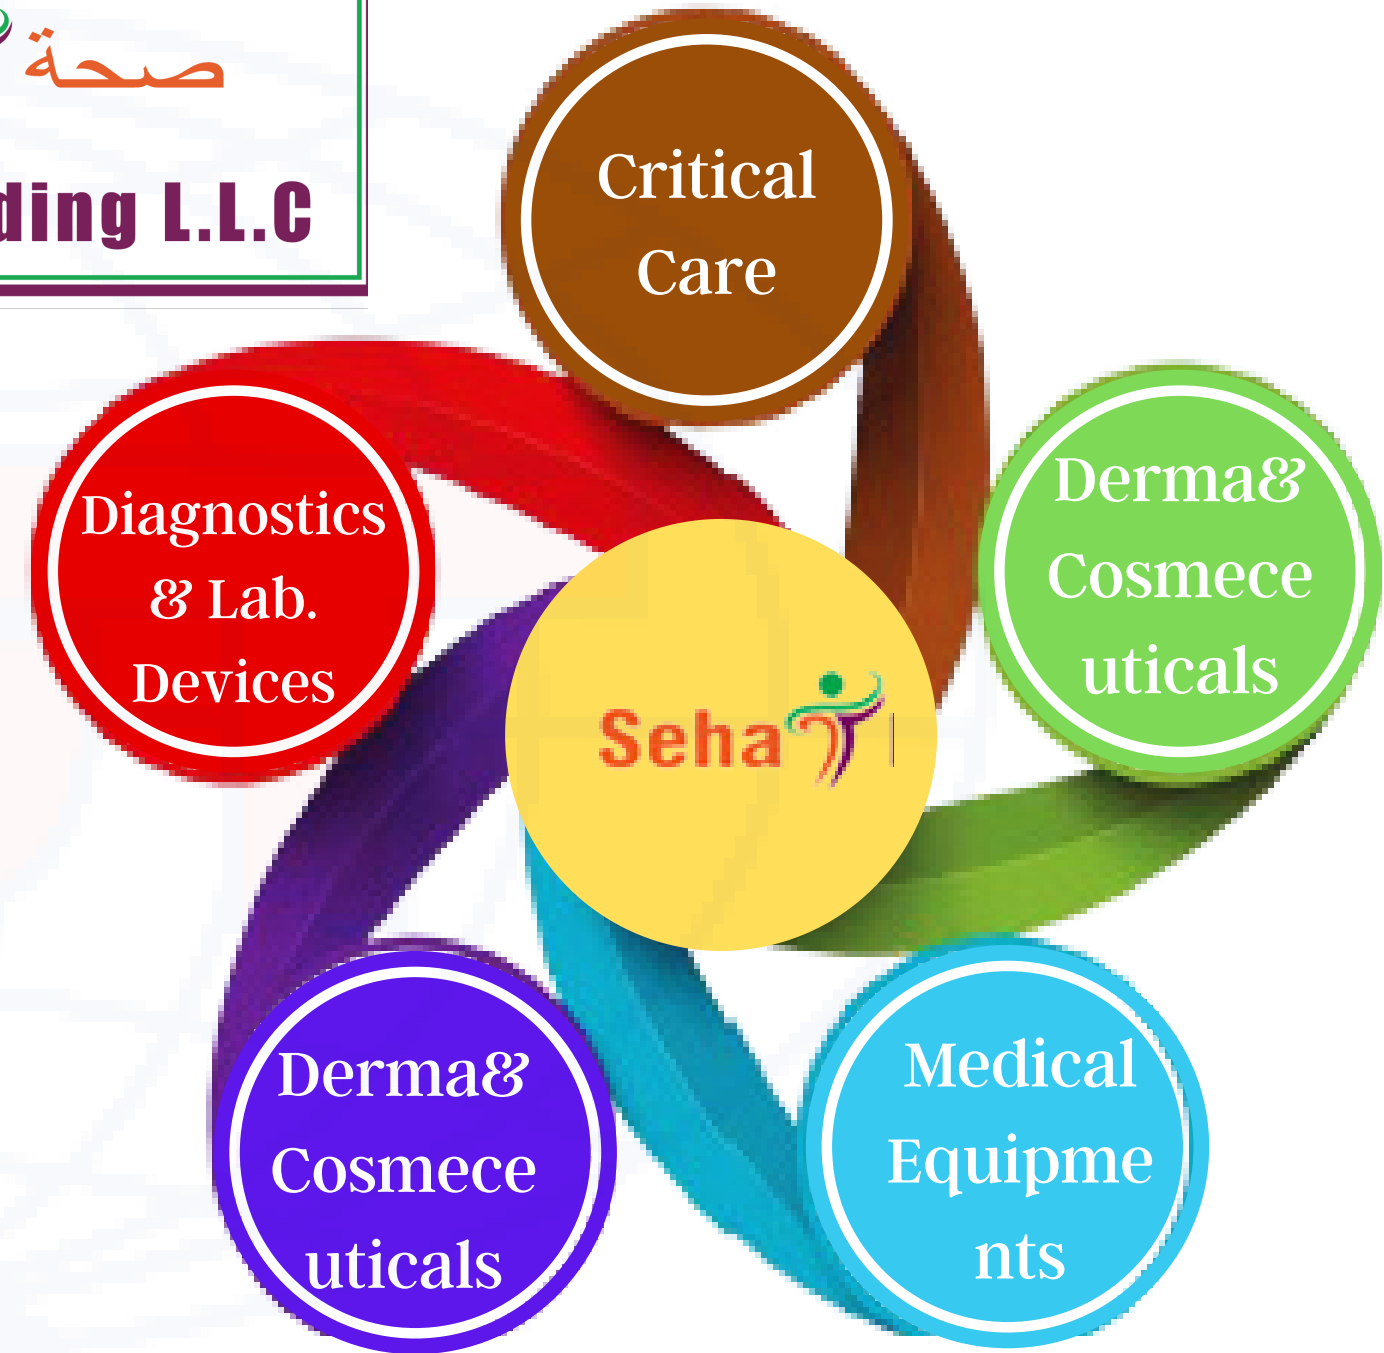 صحة
ding L.L.C
Critical
Care
Diagnostics
& Lab.
Devices
Derma&
Cosmece
uticals
Seha
Derma&
Cosmece
uticals
Medical
Equipme
nts